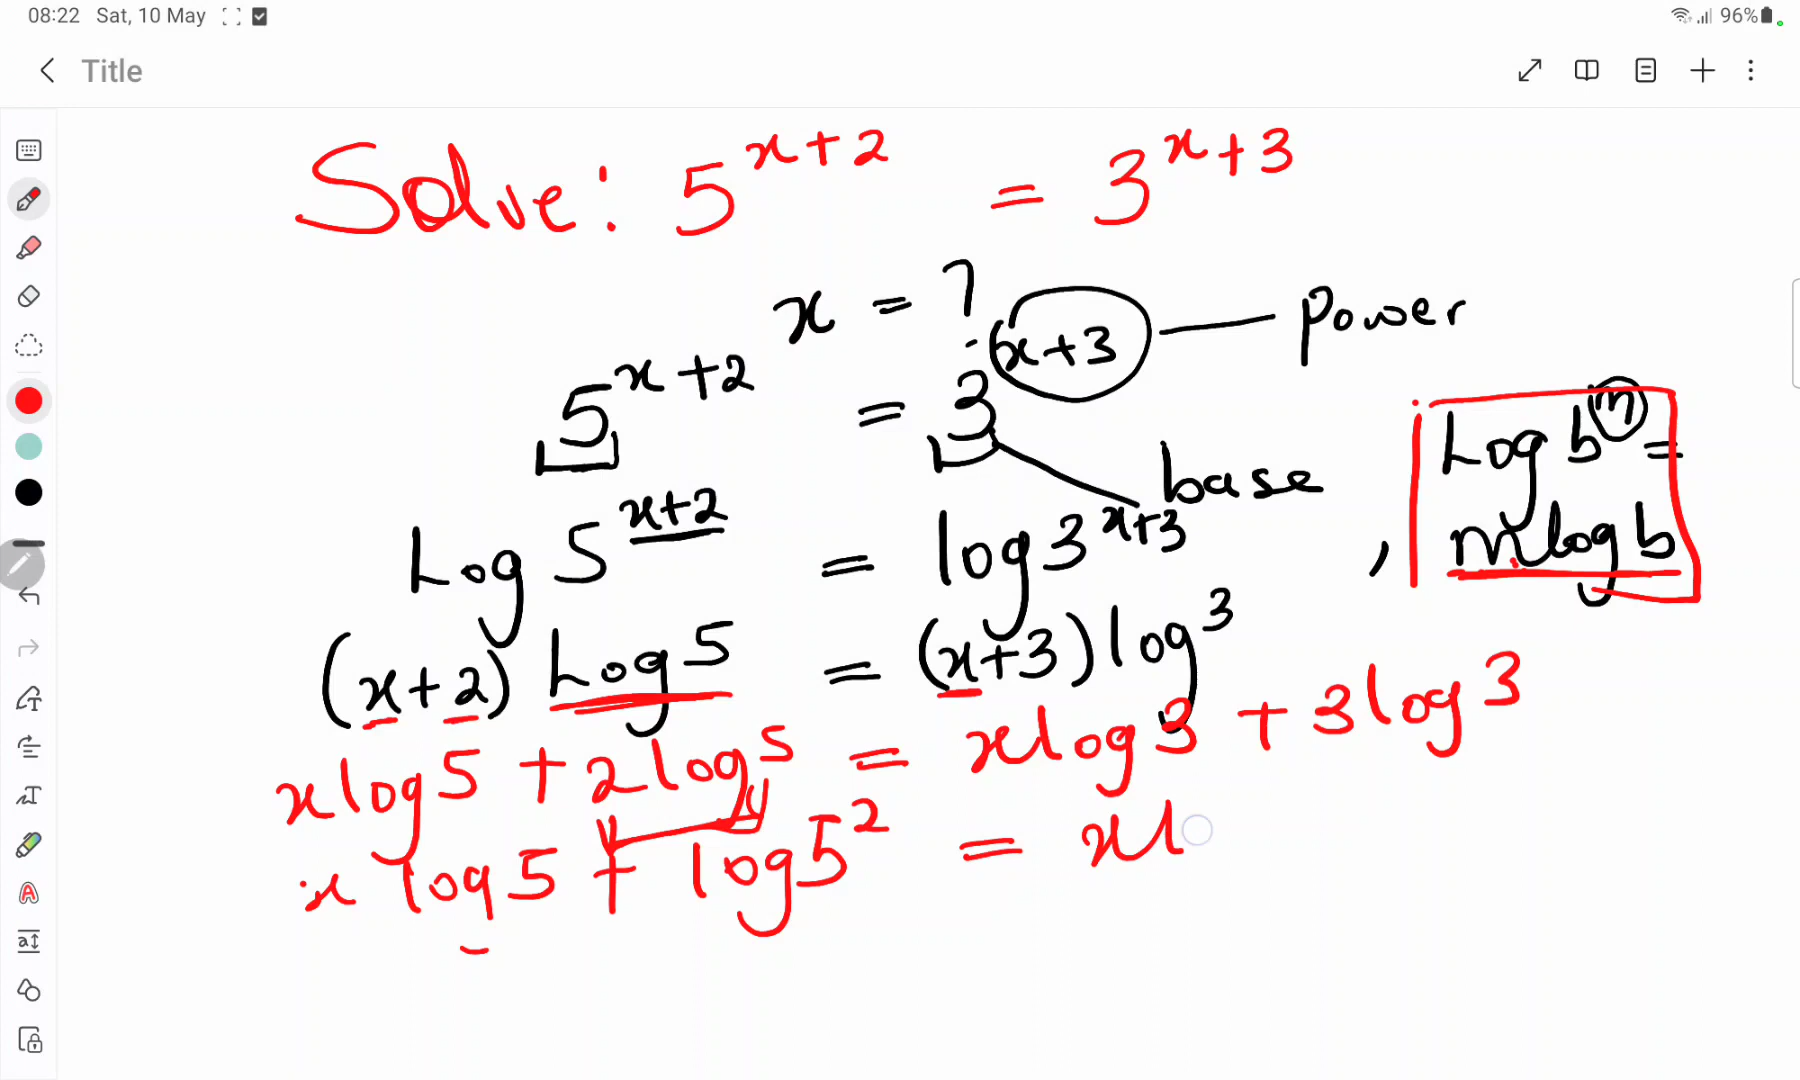 08:22 Sat, 10 May 96%
Title
Solve: 5^{x+2} = 3^{x+3}
x = ?
5^{x+2} = 3^{x+3} Power
base
Log b^m =
m log b
Log 5^{x+2} = log 3^{x+3} ,
(x+2) Log 5 = (x+3) log 3
x log 5 + 2 log 5 = x log 3 + 3 log 3
x log 5 + log 5^2 = xl